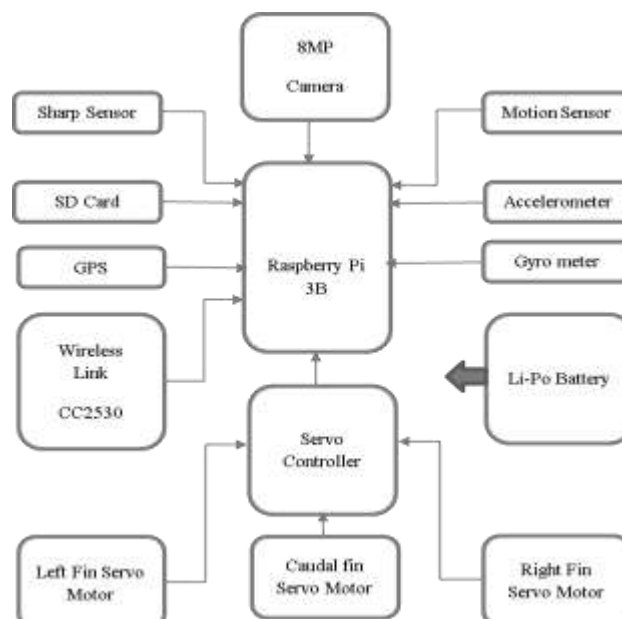 8MP
Camera
Sharp Sensor
Motion Sensor
SD Card
Accelerometer
GPS
Raspberry Pi
3B
Gyro meter
Wireless
Link
CC2530
Li-Po Battery
Servo
Controller
Left Fin Servo
Motor
Caudal fin
Servo Motor
Right Fin
Servo Motor